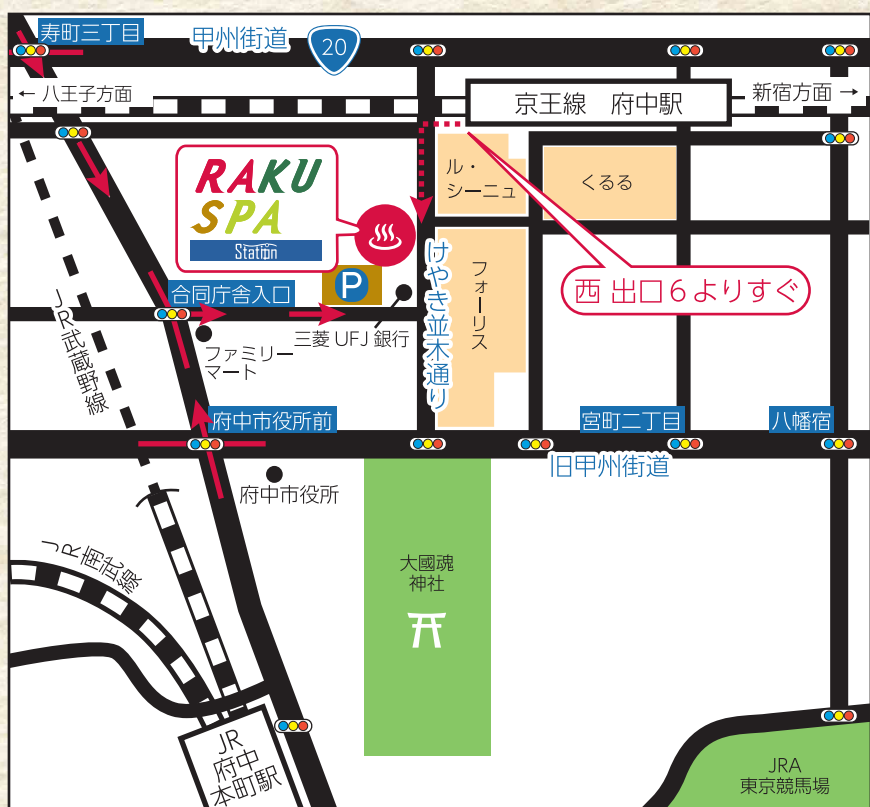 寿町三丁目
甲州街道
20
← 八王子方面
京王線 府中駅
新宿方面 →
RAKU
SPA
Station
ル・
シーニュ
くるる
西 出口6よりすぐ
けやき並木通り
フォーリス
P
合同庁舎入口
三菱UFJ銀行
ファミリー
マート
JR武蔵野線
府中市役所前
宮町二丁目
八幡宿
旧甲州街道
府中市役所
JR南武線
大國魂
神社
JR
府中
本町駅
JRA
東京競馬場